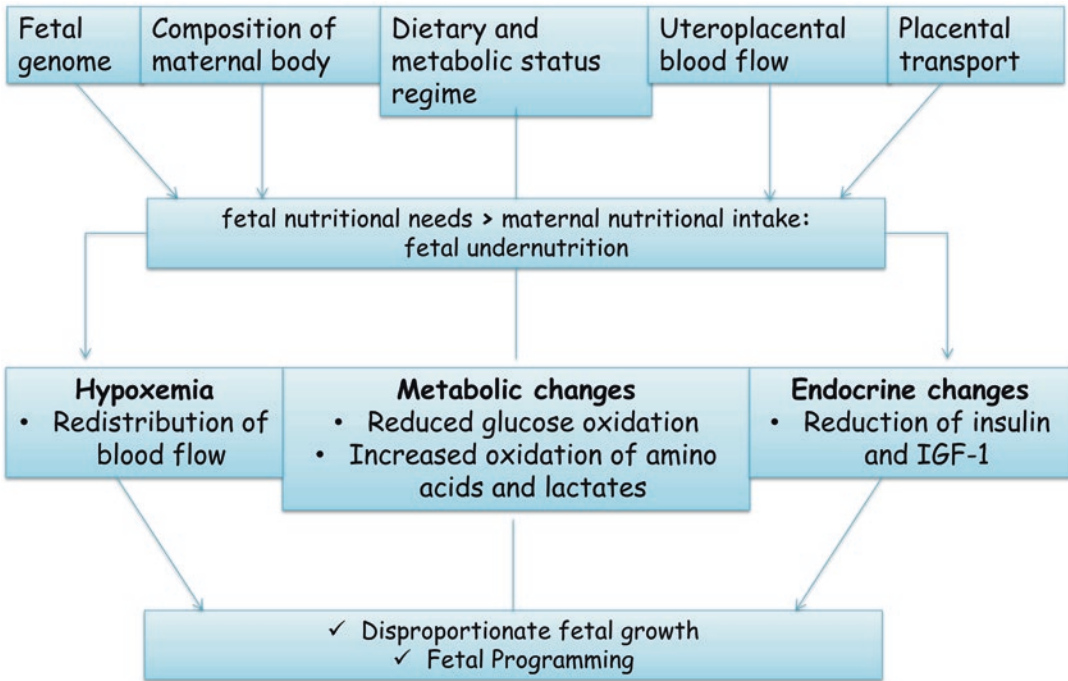 Fetal
genome
Composition of
maternal body
Dietary and
metabolic status
regime
Uteroplacental
blood flow
Placental
transport
fetal nutritional needs > maternal nutritional intake:
fetal undernutrition
Hypoxemia
• Redistribution of
blood flow
Metabolic changes
• Reduced glucose oxidation
• Increased oxidation of amino
acids and lactates
Endocrine changes
• Reduction of insulin
and IGF-1
✓ Disproportionate fetal growth
✓ Fetal Programming